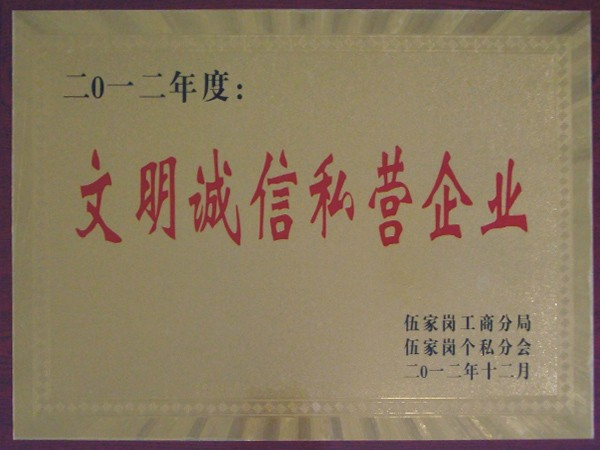 二0一二年度:
文明诚信私营企业
伍家岗工商分局
伍家岗个私分会
二0一二年十二月